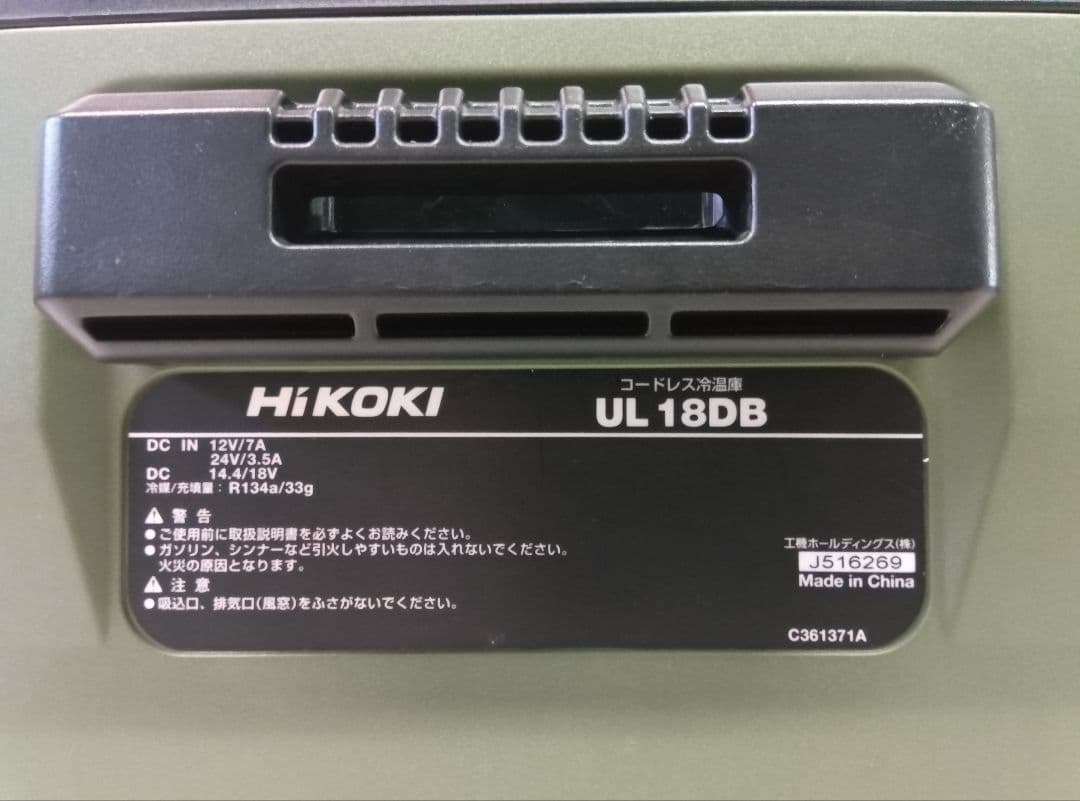 HiKOKI
コードレス冷温庫
UL 18DB
DC IN 12V/7A
24V/3.5A
DC 14.4/18V
冷媒/充填量：R134a/33g
⚠ 警告
●ご使用前に取扱説明書を必ずよくお読みください。
●ガソリン、シンナーなど引火しやすいものは入れないでください。
火災の原因となります。
⚠ 注意
●吸込口、排気口(風窓)をふさがないでください。
工機ホールディングス(株)
J516269
Made in China
C361371A